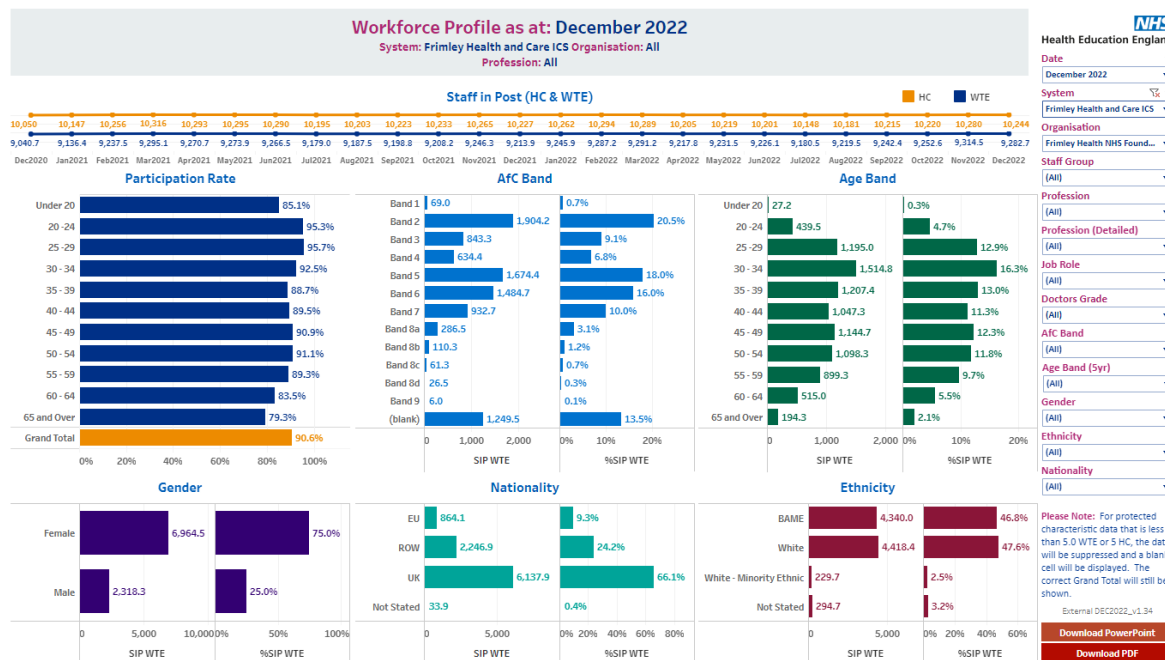 Workforce Profile as at: December 2022
System: Frimley Health and Care ICS Organisation: All
Profession: All
Staff in Post (HC & WTE)
HC WTE
10,050 10,147 10,256 10,316 10,293 10,295 10,290 10,195 10,203 10,223 10,233 10,265 10,227 10,262 10,294 10,289 10,205 10,219 10,201 10,148 10,181 10,215 10,220 10,280 10,244
9,040.7 9,136.4 9,237.5 9,295.1 9,270.7 9,273.9 9,266.5 9,179.0 9,187.5 9,198.8 9,208.2 9,246.3 9,213.9 9,245.9 9,287.2 9,291.2 9,217.8 9,231.5 9,226.1 9,180.5 9,219.5 9,242.4 9,252.6 9,314.5 9,282.7
Dec2020 Jan2021 Feb2021 Mar2021 Apr2021 May2021 Jun2021 Jul2021 Aug2021 Sep2021 Oct2021 Nov2021 Dec2021 Jan2022 Feb2022 Mar2022 Apr2022 May2022 Jun2022 Jul2022 Aug2022 Sep2022 Oct2022 Nov2022 Dec2022
Participation Rate
Under 20 85.1%
20 -24 95.3%
25 -29 95.7%
30 - 34 92.5%
35 - 39 88.7%
40 - 44 89.5%
45 - 49 90.9%
50 - 54 91.1%
55 - 59 89.3%
60 - 64 83.5%
65 and Over 79.3%
Grand Total 90.6%
0% 20% 40% 60% 80% 100%
AfC Band
Band 1 69.0 0.7%
Band 2 1,904.2 20.5%
Band 3 843.3 9.1%
Band 4 634.4 6.8%
Band 5 1,674.4 18.0%
Band 6 1,484.7 16.0%
Band 7 932.7 10.0%
Band 8a 286.5 3.1%
Band 8b 110.3 1.2%
Band 8c 61.3 0.7%
Band 8d 26.5 0.3%
Band 9 6.0 0.1%
(blank) 1,249.5 13.5%
0 1,000 2,000 0% 10% 20%
SIP WTE %SIP WTE
Age Band
Under 20 27.2 0.3%
20 -24 439.5 4.7%
25 -29 1,195.0 12.9%
30 - 34 1,514.8 16.3%
35 - 39 1,207.4 13.0%
40 - 44 1,047.3 11.3%
45 - 49 1,144.7 12.3%
50 - 54 1,098.3 11.8%
55 - 59 899.3 9.7%
60 - 64 515.0 5.5%
65 and Over 194.3 2.1%
0 1,000 2,000 0% 10% 20%
SIP WTE %SIP WTE
Gender
Female 6,964.5 75.0%
Male 2,318.3 25.0%
0 5,000 10,000 0% 50% 100%
SIP WTE %SIP WTE
Nationality
EU 864.1 9.3%
ROW 2,246.9 24.2%
UK 6,137.9 66.1%
Not Stated 33.9 0.4%
0 5,000 0% 20% 40% 60% 80%
SIP WTE %SIP WTE
Ethnicity
BAME 4,340.0 46.8%
White 4,418.4 47.6%
White - Minority Ethnic 229.7 2.5%
Not Stated 294.7 3.2%
0 5,000 0% 20% 40% 60%
SIP WTE %SIP WTE
NHS
Health Education Englan
Date
December 2022
System
Frimley Health and Care ICS
Organisation
Frimley Health NHS Found...
Staff Group
(All)
Profession
(All)
Profession (Detailed)
(All)
Job Role
(All)
Doctors Grade
(All)
AfC Band
(All)
Age Band (5yr)
(All)
Gender
(All)
Ethnicity
(All)
Nationality
(All)
Please Note: For protected
characteristic data that is less
than 5.0 WTE or 5 HC, the dat
will be suppressed and a blan
cell will be displayed. The
correct Grand Total will still be
shown.
External DEC2022_v1.34
Download PowerPoint
Download PDF